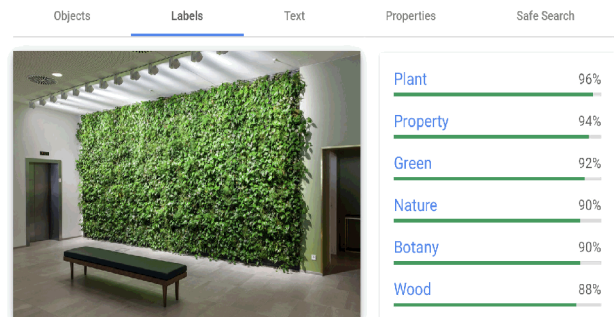 Objects Labels Text Properties Safe Search
Plant 96%
Property 94%
Green 92%
Nature 90%
Botany 90%
Wood 88%